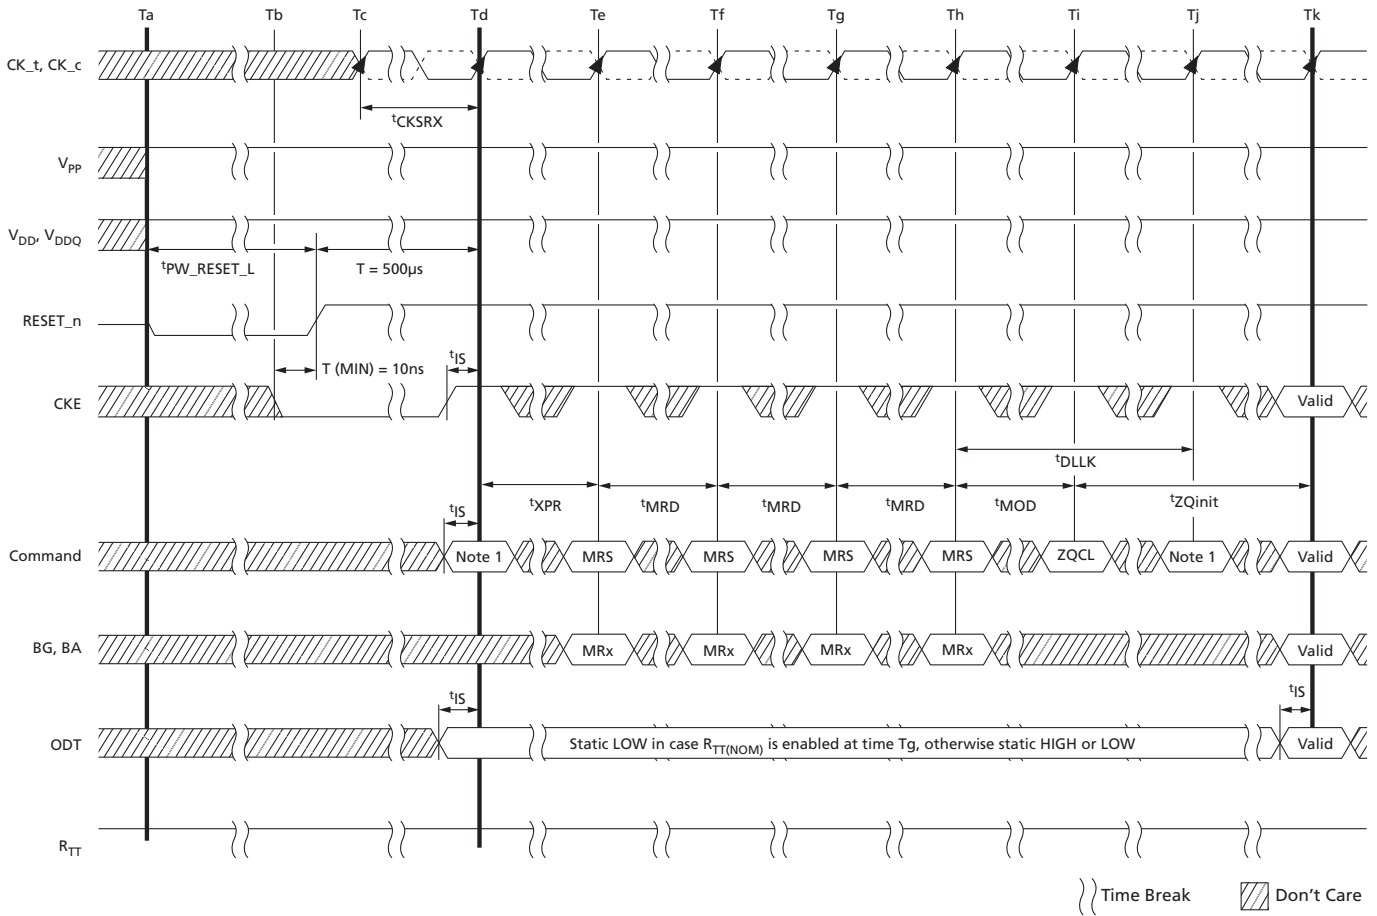 Ta Tb Tc Td Te Tf Tg Th Ti Tj Tk
CK_t, CK_c
tCKSRX
VPP
VDD, VDDQ
tPW_RESET_L T = 500µs
RESET_n
tIS
T (MIN) = 10ns
CKE Valid
tDLLK
tXPR tMRD tMRD tMRD tMOD tZQinit
tIS
Command Note 1 MRS MRS MRS MRS ZQCL Note 1 Valid
BG, BA MRx MRx MRx MRx Valid
tIS tIS
ODT Static LOW in case RTT(NOM) is enabled at time Tg, otherwise static HIGH or LOW Valid
RTT
Time Break Don't Care